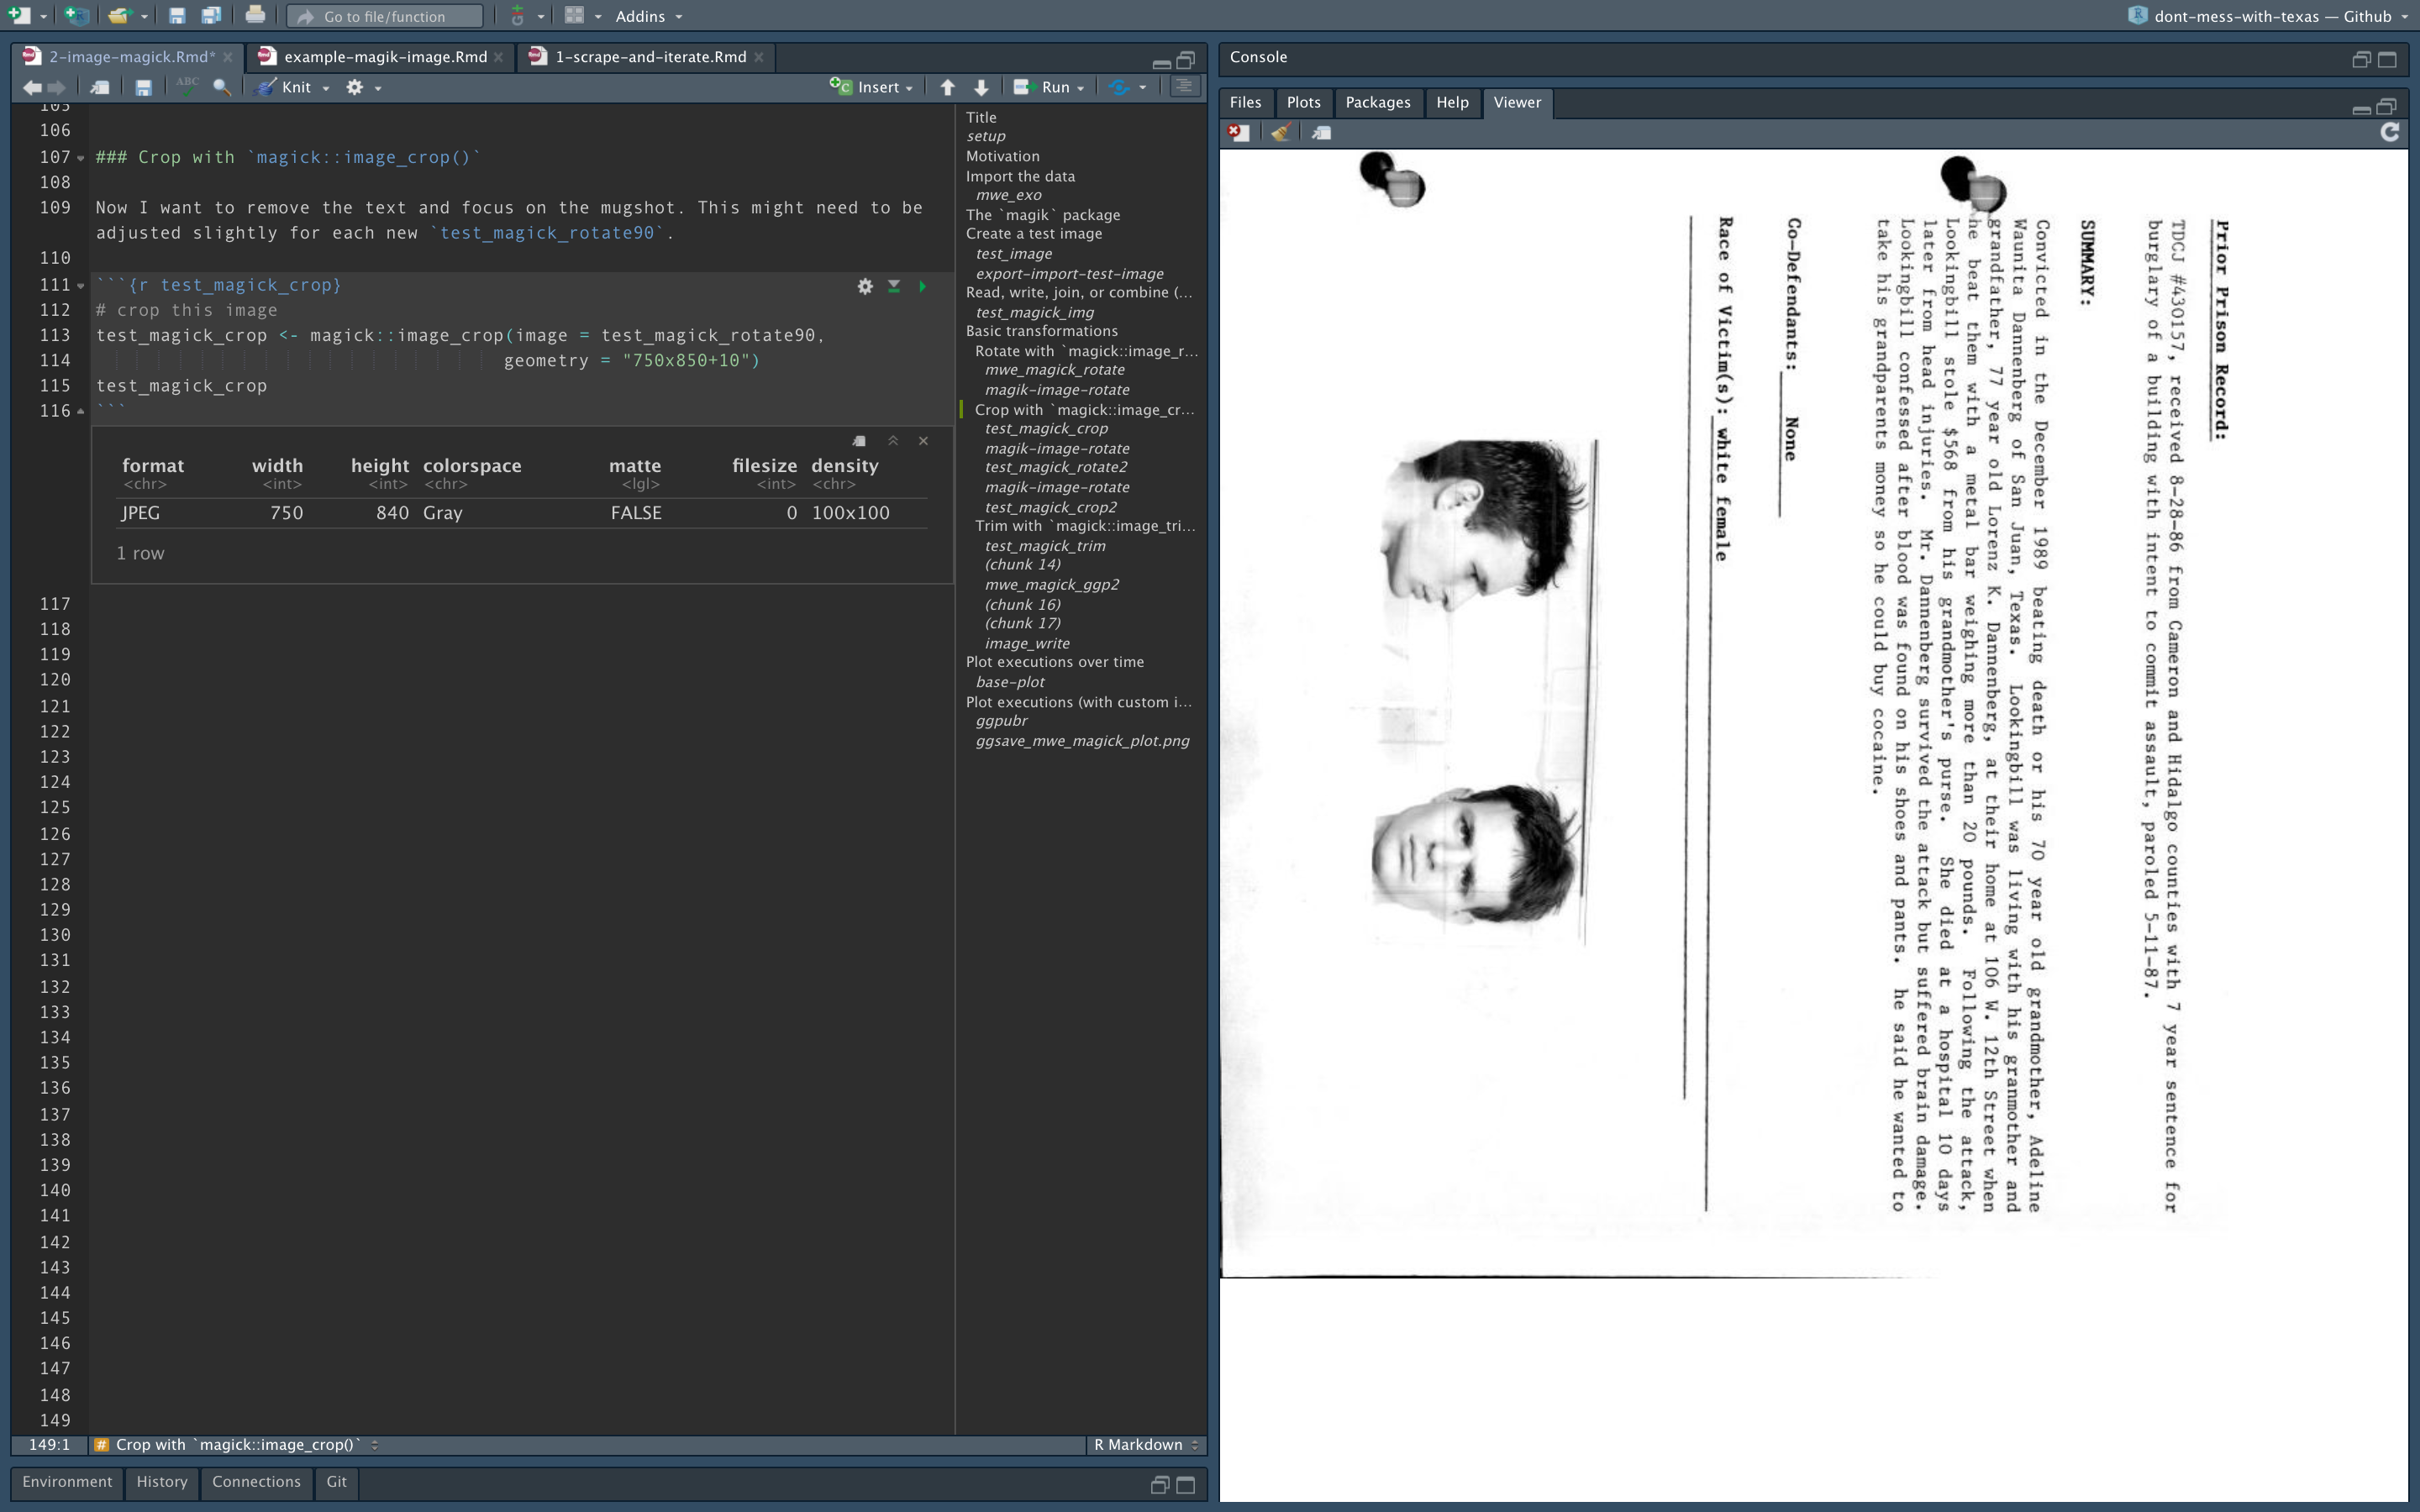 Go to file/function
Addins
dont-mess-with-texas — Github
2-image-magick.Rmd*
example-magik-image.Rmd
1-scrape-and-iterate.Rmd
ABC
Knit
Insert
Run
105
106
107 ### Crop with `magick::image_crop()`
108
109 Now I want to remove the text and focus on the mugshot. This might need to be
adjusted slightly for each new `test_magick_rotate90`.
110
111 ```{r test_magick_crop}
112 # crop this image
113 test_magick_crop <- magick::image_crop(image = test_magick_rotate90,
114 geometry = "750x850+10")
115 test_magick_crop
116 ```
format width height colorspace matte filesize density
<chr> <int> <int> <chr> <lgl> <int> <chr>
JPEG 750 840 Gray FALSE 0 100x100
1 row
117
118
119
120
121
122
123
124
125
126
127
128
129
130
131
132
133
134
135
136
137
138
139
140
141
142
143
144
145
146
147
148
149
149:1
# Crop with `magick::image_crop()`
R Markdown
Environment
History
Connections
Git
Title
setup
Motivation
Import the data
mwe_exo
The `magik` package
Create a test image
test_image
export-import-test-image
Read, write, join, or combine (...
test_magick_img
Basic transformations
Rotate with `magick::image_r...
mwe_magick_rotate
magik-image-rotate
Crop with `magick::image_cr...
test_magick_crop
magik-image-rotate
test_magick_rotate2
magik-image-rotate
test_magick_crop2
Trim with `magick::image_tri...
test_magick_trim
(chunk 14)
mwe_magick_ggp2
(chunk 16)
(chunk 17)
image_write
Plot executions over time
base-plot
Plot executions (with custom i...
ggpubr
ggsave_mwe_magick_plot.png
Console
Files
Plots
Packages
Help
Viewer
Prior Prison Record:
TDCJ #430157, received 8-28-86 from Cameron and Hidalgo counties with 7 year sentence for
burglary of a building with intent to commit assault, paroled 5-11-87.
SUMMARY:
Convicted in the December 1989 beating death or his 70 year old grandmother, Adeline
Waunita Dannenberg of San Juan, Texas. Lookingbill was living with his granmother and
grandfather, 77 year old Lorenz K. Dannenberg, at their home at 106 W. 12th Street when
he beat them with a metal bar weighing more than 20 pounds. Following the attack,
Lookingbill stole $568 from his grandmother's purse. She died at a hospital 10 days
later from head injuries. Mr. Dannenberg survived the attack but suffered brain damage.
Lookingbill confessed after blood was found on his shoes and pants. he said he wanted to
take his grandparents money so he could buy cocaine.
Co-Defendants: None
Race of Victim(s): white female